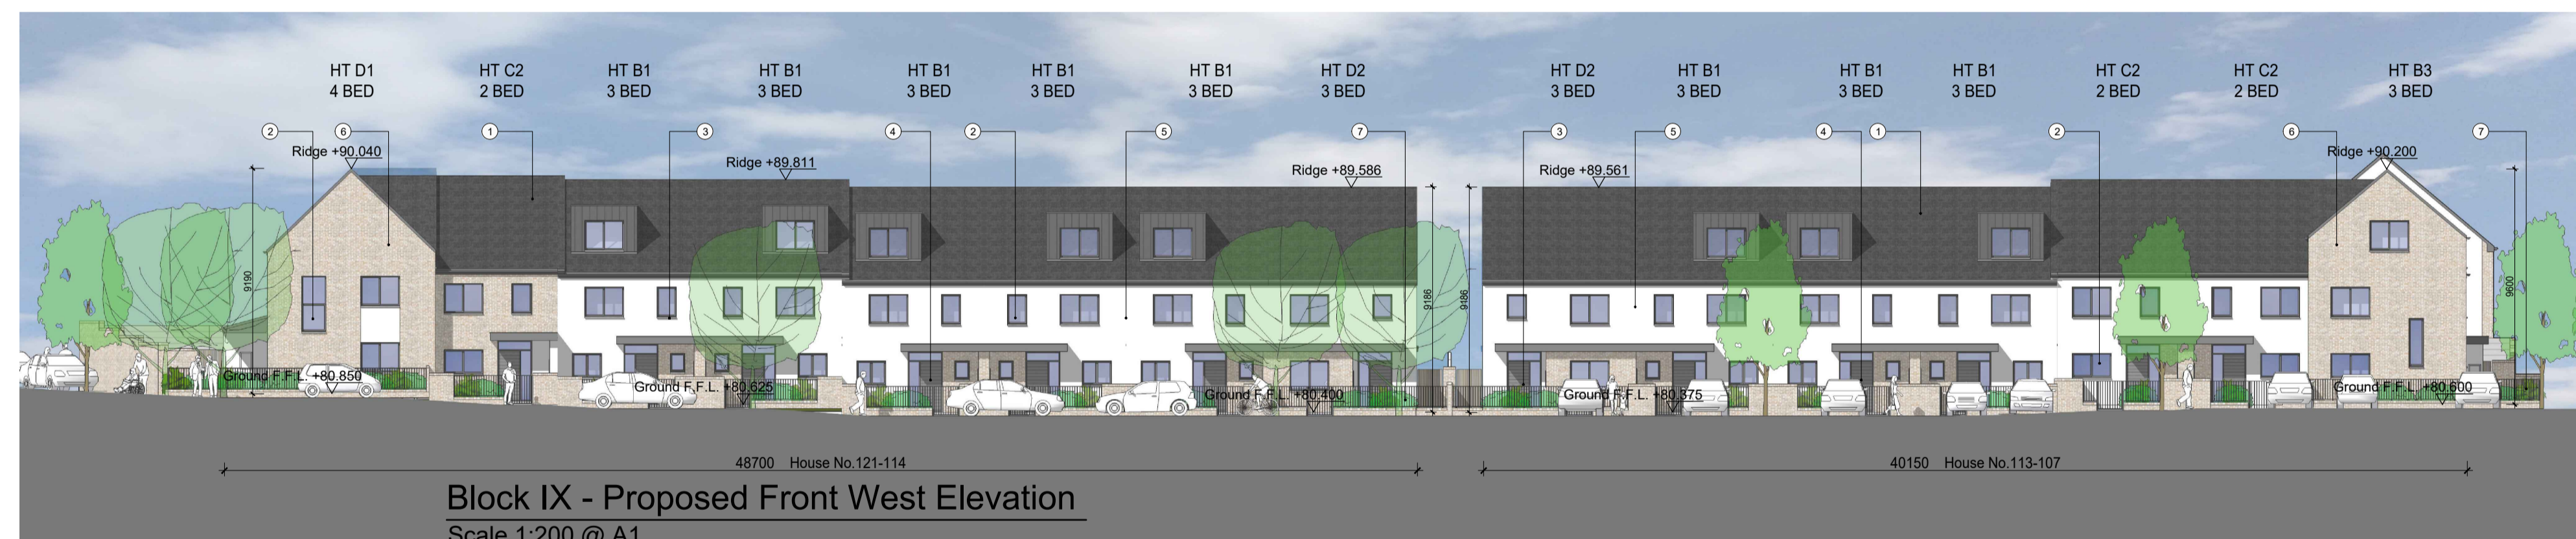 HT D1 HT C2 HT B1 HT B1 HT B1 HT B1 HT B1 HT D2 HT D2 HT B1 HT B1 HT B1 HT C2 HT C2 HT B3
4 BED 2 BED 3 BED 3 BED 3 BED 3 BED 3 BED 3 BED 3 BED 3 BED 3 BED 3 BED 2 BED 2 BED 3 BED
2 6 1 3 4 2 5 7 3 5 4 1 2 6 7
Ridge +90.040 Ridge +89.811 Ridge +89.586 Ridge +89.561 Ridge +90.200
9190 9186 9186 9600
Ground F.F.L. +80.850 Ground F.F.L. +80.625 Ground F.F.L. +80.400 Ground F.F.L. +80.375 Ground F.F.L. +80.600
48700 House No.121-114 40150 House No.113-107
Block IX - Proposed Front West Elevation
Scale 1:200 @ A1